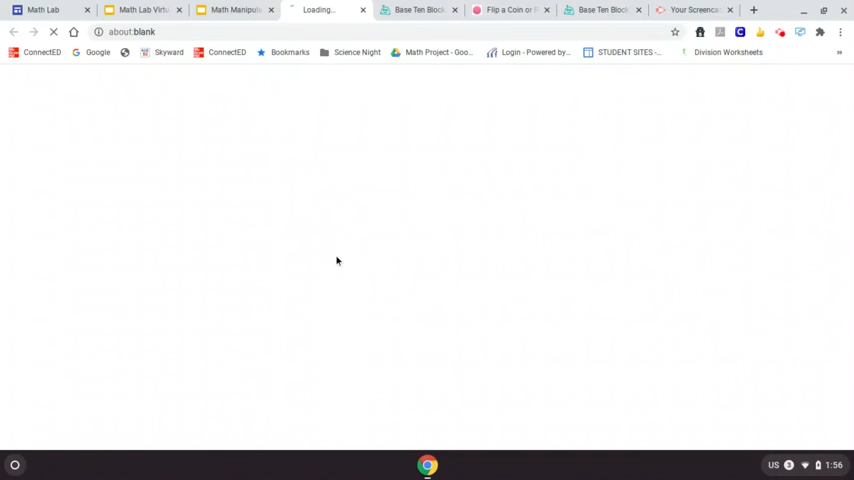 Math Lab
Math Lab Virtu
Math Manipul
Loading...
Base Ten Block
Flip a Coin or R
Base Ten Block
Your Screenca
about:blank
ConnectED
Google
Skyward
ConnectED
Bookmarks
Science Night
Math Project - Goo...
Login - Powered by...
STUDENT SITES -...
Division Worksheets
»
US 3 1:56